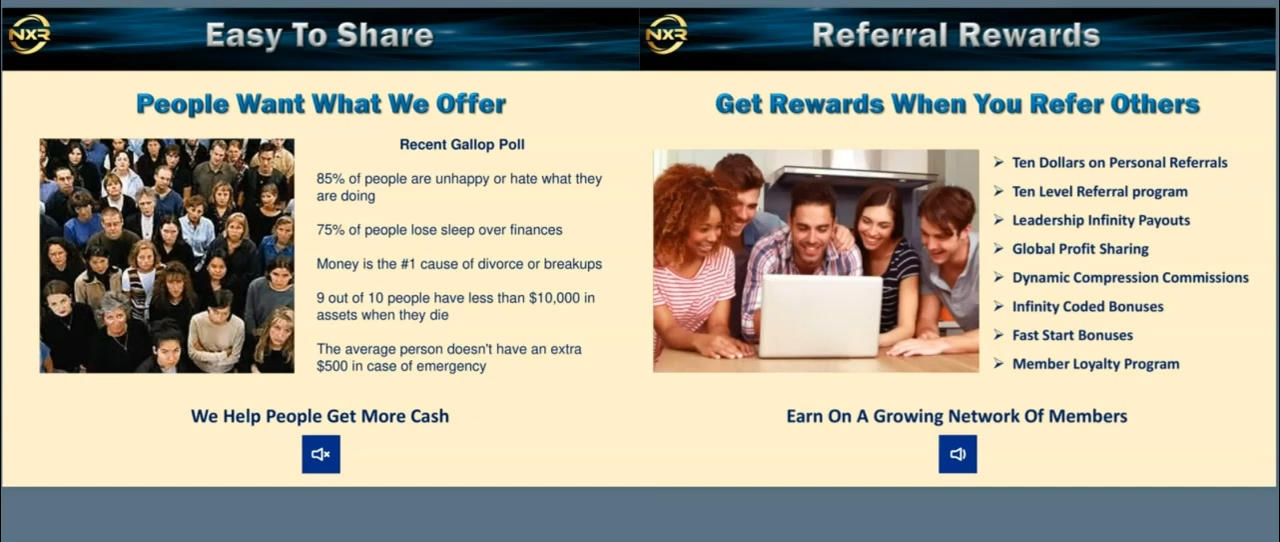 NXR
Easy To Share
People Want What We Offer
Recent Gallop Poll
85% of people are unhappy or hate what they
are doing
75% of people lose sleep over finances
Money is the #1 cause of divorce or breakups
9 out of 10 people have less than $10,000 in
assets when they die
The average person doesn't have an extra
$500 in case of emergency
We Help People Get More Cash
NXR
Referral Rewards
Get Rewards When You Refer Others
Ten Dollars on Personal Referrals
Ten Level Referral program
Leadership Infinity Payouts
Global Profit Sharing
Dynamic Compression Commissions
Infinity Coded Bonuses
Fast Start Bonuses
Member Loyalty Program
Earn On A Growing Network Of Members